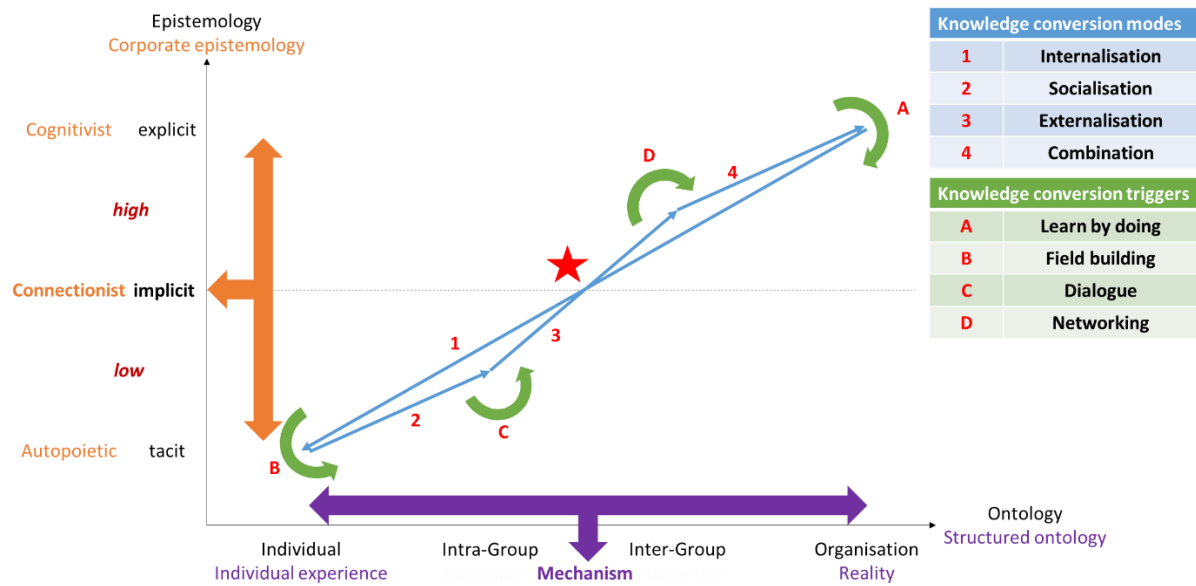 Epistemology
Corporate epistemology
Cognitivist explicit
high
Connectionist implicit
low
Autopoietic tacit
A
D
4
1
3
2
C
B
Ontology
Structured ontology
Individual Intra-Group Inter-Group Organisation
Individual experience Mechanism Reality
Knowledge conversion modes
1 Internalisation
2 Socialisation
3 Externalisation
4 Combination
Knowledge conversion triggers
A Learn by doing
B Field building
C Dialogue
D Networking